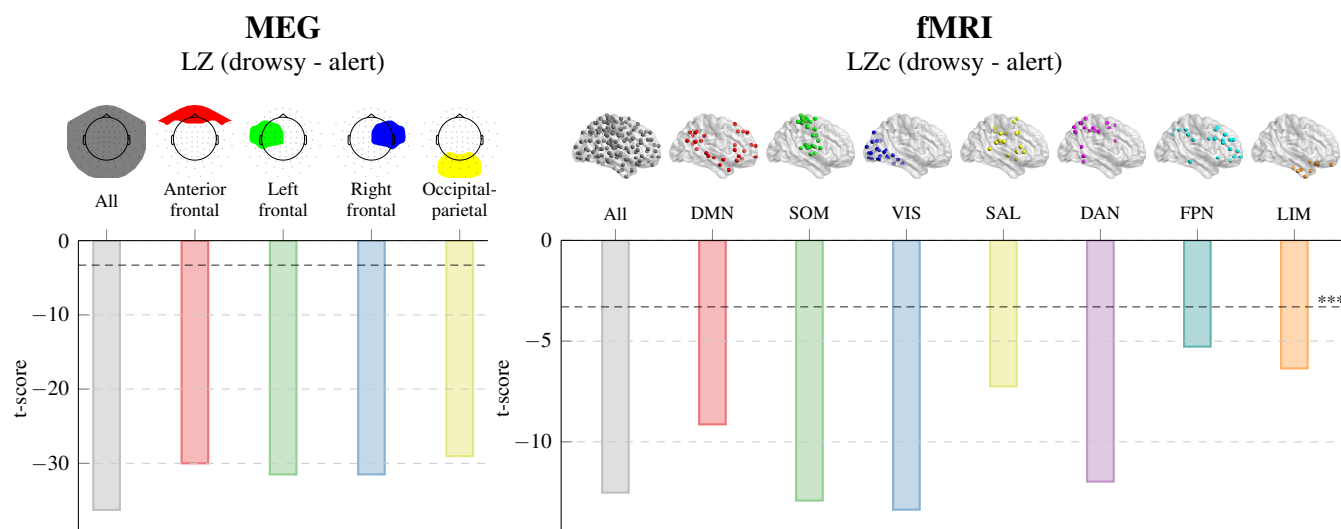 MEG
LZ (drowsy - alert)
All
Anterior
frontal
Left
frontal
Right
frontal
Occipital-
parietal
0
−10
−20
−30
t-score
fMRI
LZc (drowsy - alert)
All
DMN
SOM
VIS
SAL
DAN
FPN
LIM
0
−5
−10
t-score
***